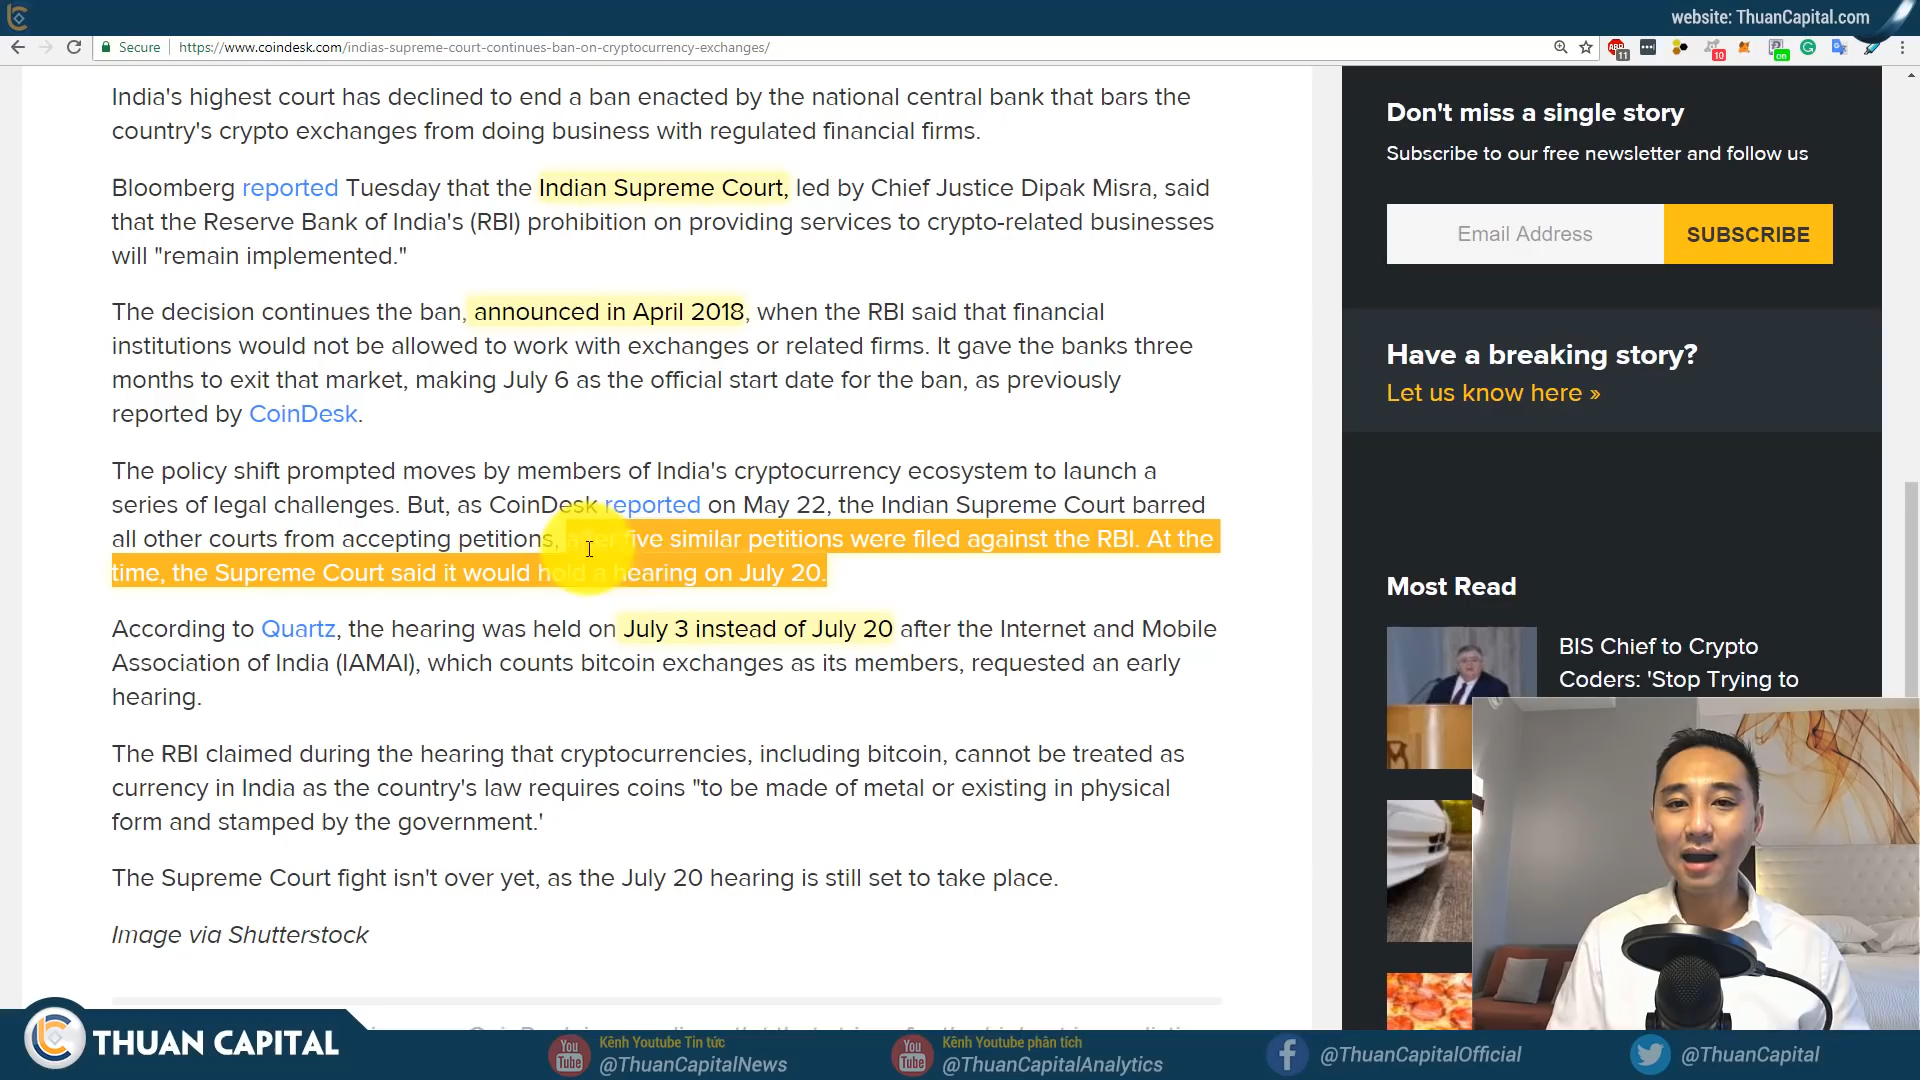 website: ThuanCapital.com
Secure
https://www.coindesk.com/indias-supreme-court-continues-ban-on-cryptocurrency-exchanges/
ABP
11
10
on
India's highest court has declined to end a ban enacted by the national central bank that bars the
country's crypto exchanges from doing business with regulated financial firms.
Bloomberg reported Tuesday that the Indian Supreme Court, led by Chief Justice Dipak Misra, said
that the Reserve Bank of India's (RBI) prohibition on providing services to crypto-related businesses
will "remain implemented."
The decision continues the ban, announced in April 2018, when the RBI said that financial
institutions would not be allowed to work with exchanges or related firms. It gave the banks three
months to exit that market, making July 6 as the official start date for the ban, as previously
reported by CoinDesk.
The policy shift prompted moves by members of India's cryptocurrency ecosystem to launch a
series of legal challenges. But, as CoinDesk reported on May 22, the Indian Supreme Court barred
all other courts from accepting petitions, after five similar petitions were filed against the RBI. At the
time, the Supreme Court said it would hold a hearing on July 20.
According to Quartz, the hearing was held on July 3 instead of July 20 after the Internet and Mobile
Association of India (IAMAI), which counts bitcoin exchanges as its members, requested an early
hearing.
The RBI claimed during the hearing that cryptocurrencies, including bitcoin, cannot be treated as
currency in India as the country's law requires coins "to be made of metal or existing in physical
form and stamped by the government.'
The Supreme Court fight isn't over yet, as the July 20 hearing is still set to take place.
Image via Shutterstock
Don't miss a single story
Subscribe to our free newsletter and follow us
Email Address
SUBSCRIBE
Have a breaking story?
Let us know here »
Most Read
BIS Chief to Crypto
Coders: 'Stop Trying to
THUAN CAPITAL
You Tube
Kênh Youtube Tin tức
@ThuanCapitalNews
You Tube
Kênh Youtube phân tích
@ThuanCapitalAnalytics
@ThuanCapitalOfficial
@ThuanCapital